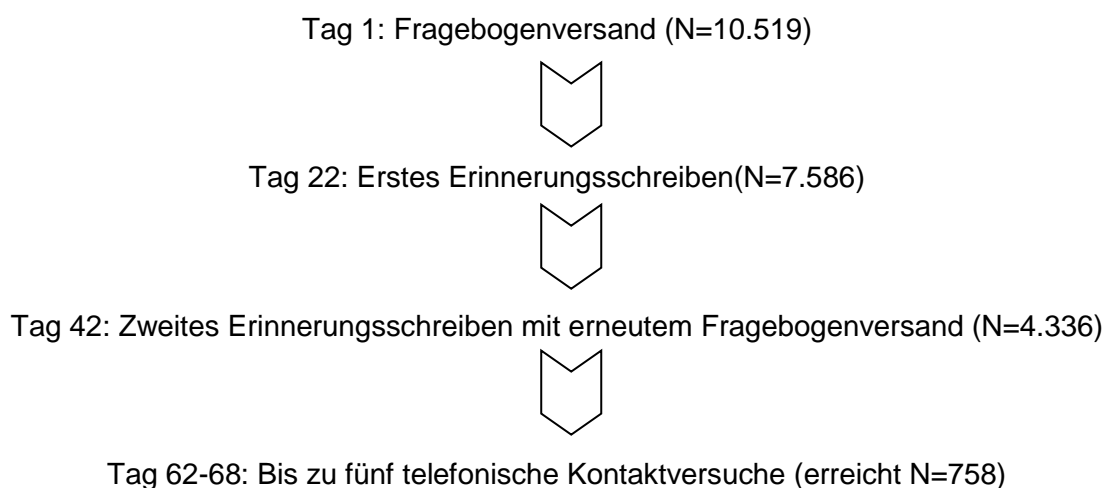 Tag 1: Fragebogenversand (N=10.519)
Tag 22: Erstes Erinnerungsschreiben(N=7.586)
Tag 42: Zweites Erinnerungsschreiben mit erneutem Fragebogenversand (N=4.336)
Tag 62-68: Bis zu fünf telefonische Kontaktversuche (erreicht N=758)